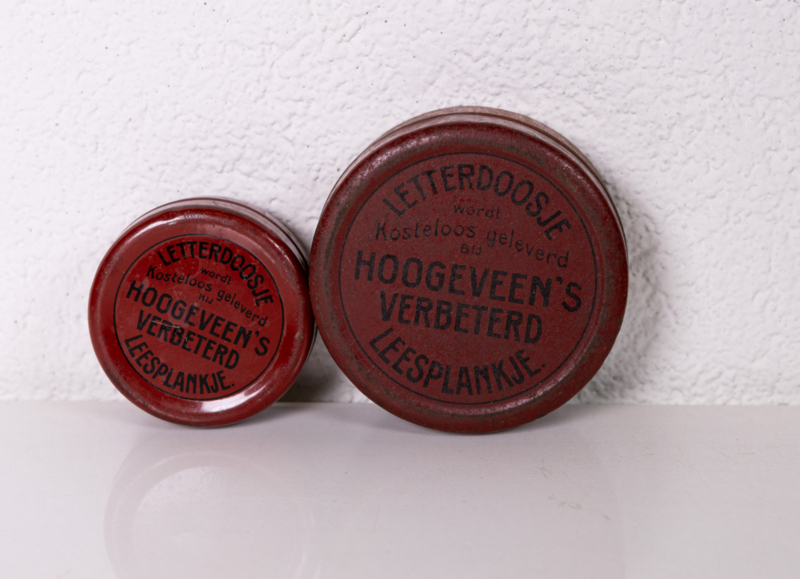 LETTERDOOSJE
wordt
Kosteloos geleverd
BIJ
HOOGEVEEN'S
VERBETERD
LEESPLANKJE.
LETTERDOOSJE
wordt
Kosteloos geleverd
BIJ
HOOGEVEEN'S
VERBETERD
LEESPLANKJE.